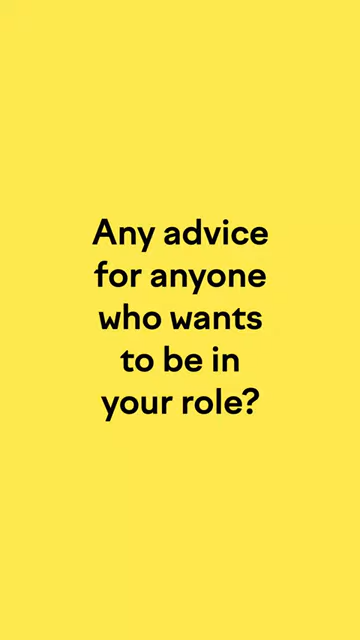 Any advice
for anyone
who wants
to be in
your role?